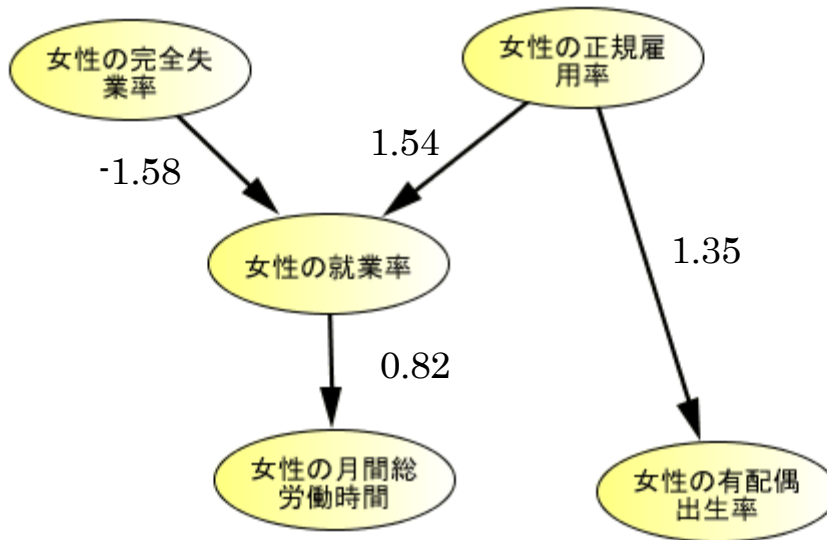 女性の完全失
業率
女性の正規雇
用率
-1.58
1.54
女性の就業率
1.35
0.82
女性の月間総
労働時間
女性の有配偶
出生率